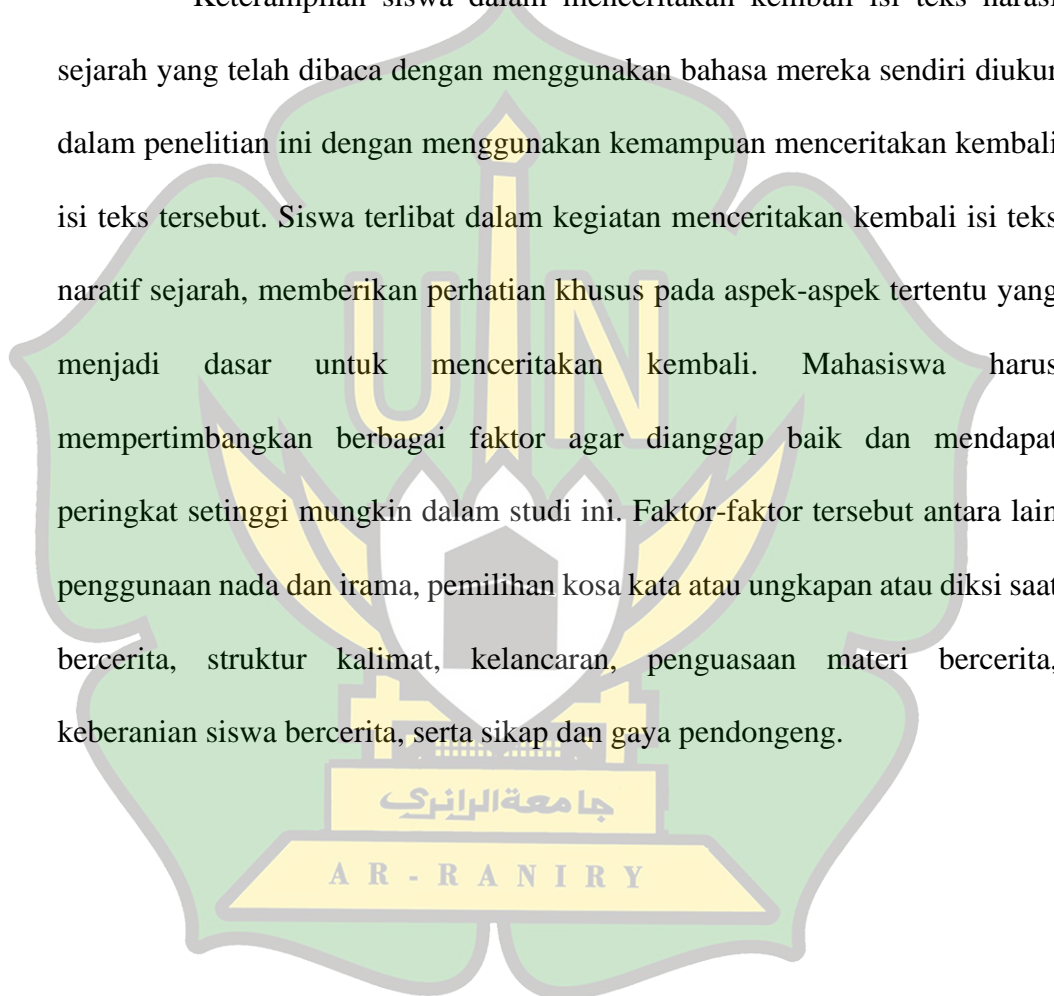 Keterampilan siswa dalam menceritakan kembali isi teks narasi
sejarah yang telah dibaca dengan menggunakan bahasa mereka sendiri diukur
dalam penelitian ini dengan menggunakan kemampuan menceritakan kembali
isi teks tersebut. Siswa terlibat dalam kegiatan menceritakan kembali isi teks
naratif sejarah, memberikan perhatian khusus pada aspek-aspek tertentu yang
menjadi dasar untuk menceritakan kembali. Mahasiswa harus
mempertimbangkan berbagai faktor agar dianggap baik dan mendapat
peringkat setinggi mungkin dalam studi ini. Faktor-faktor tersebut antara lain
penggunaan nada dan irama, pemilihan kosa kata atau ungkapan atau diksi saat
bercerita, struktur kalimat, kelancaran, penguasaan materi bercerita,
keberanian siswa bercerita, serta sikap dan gaya pendongeng.
UIN
جامعة الرانري
AR-RANIRY